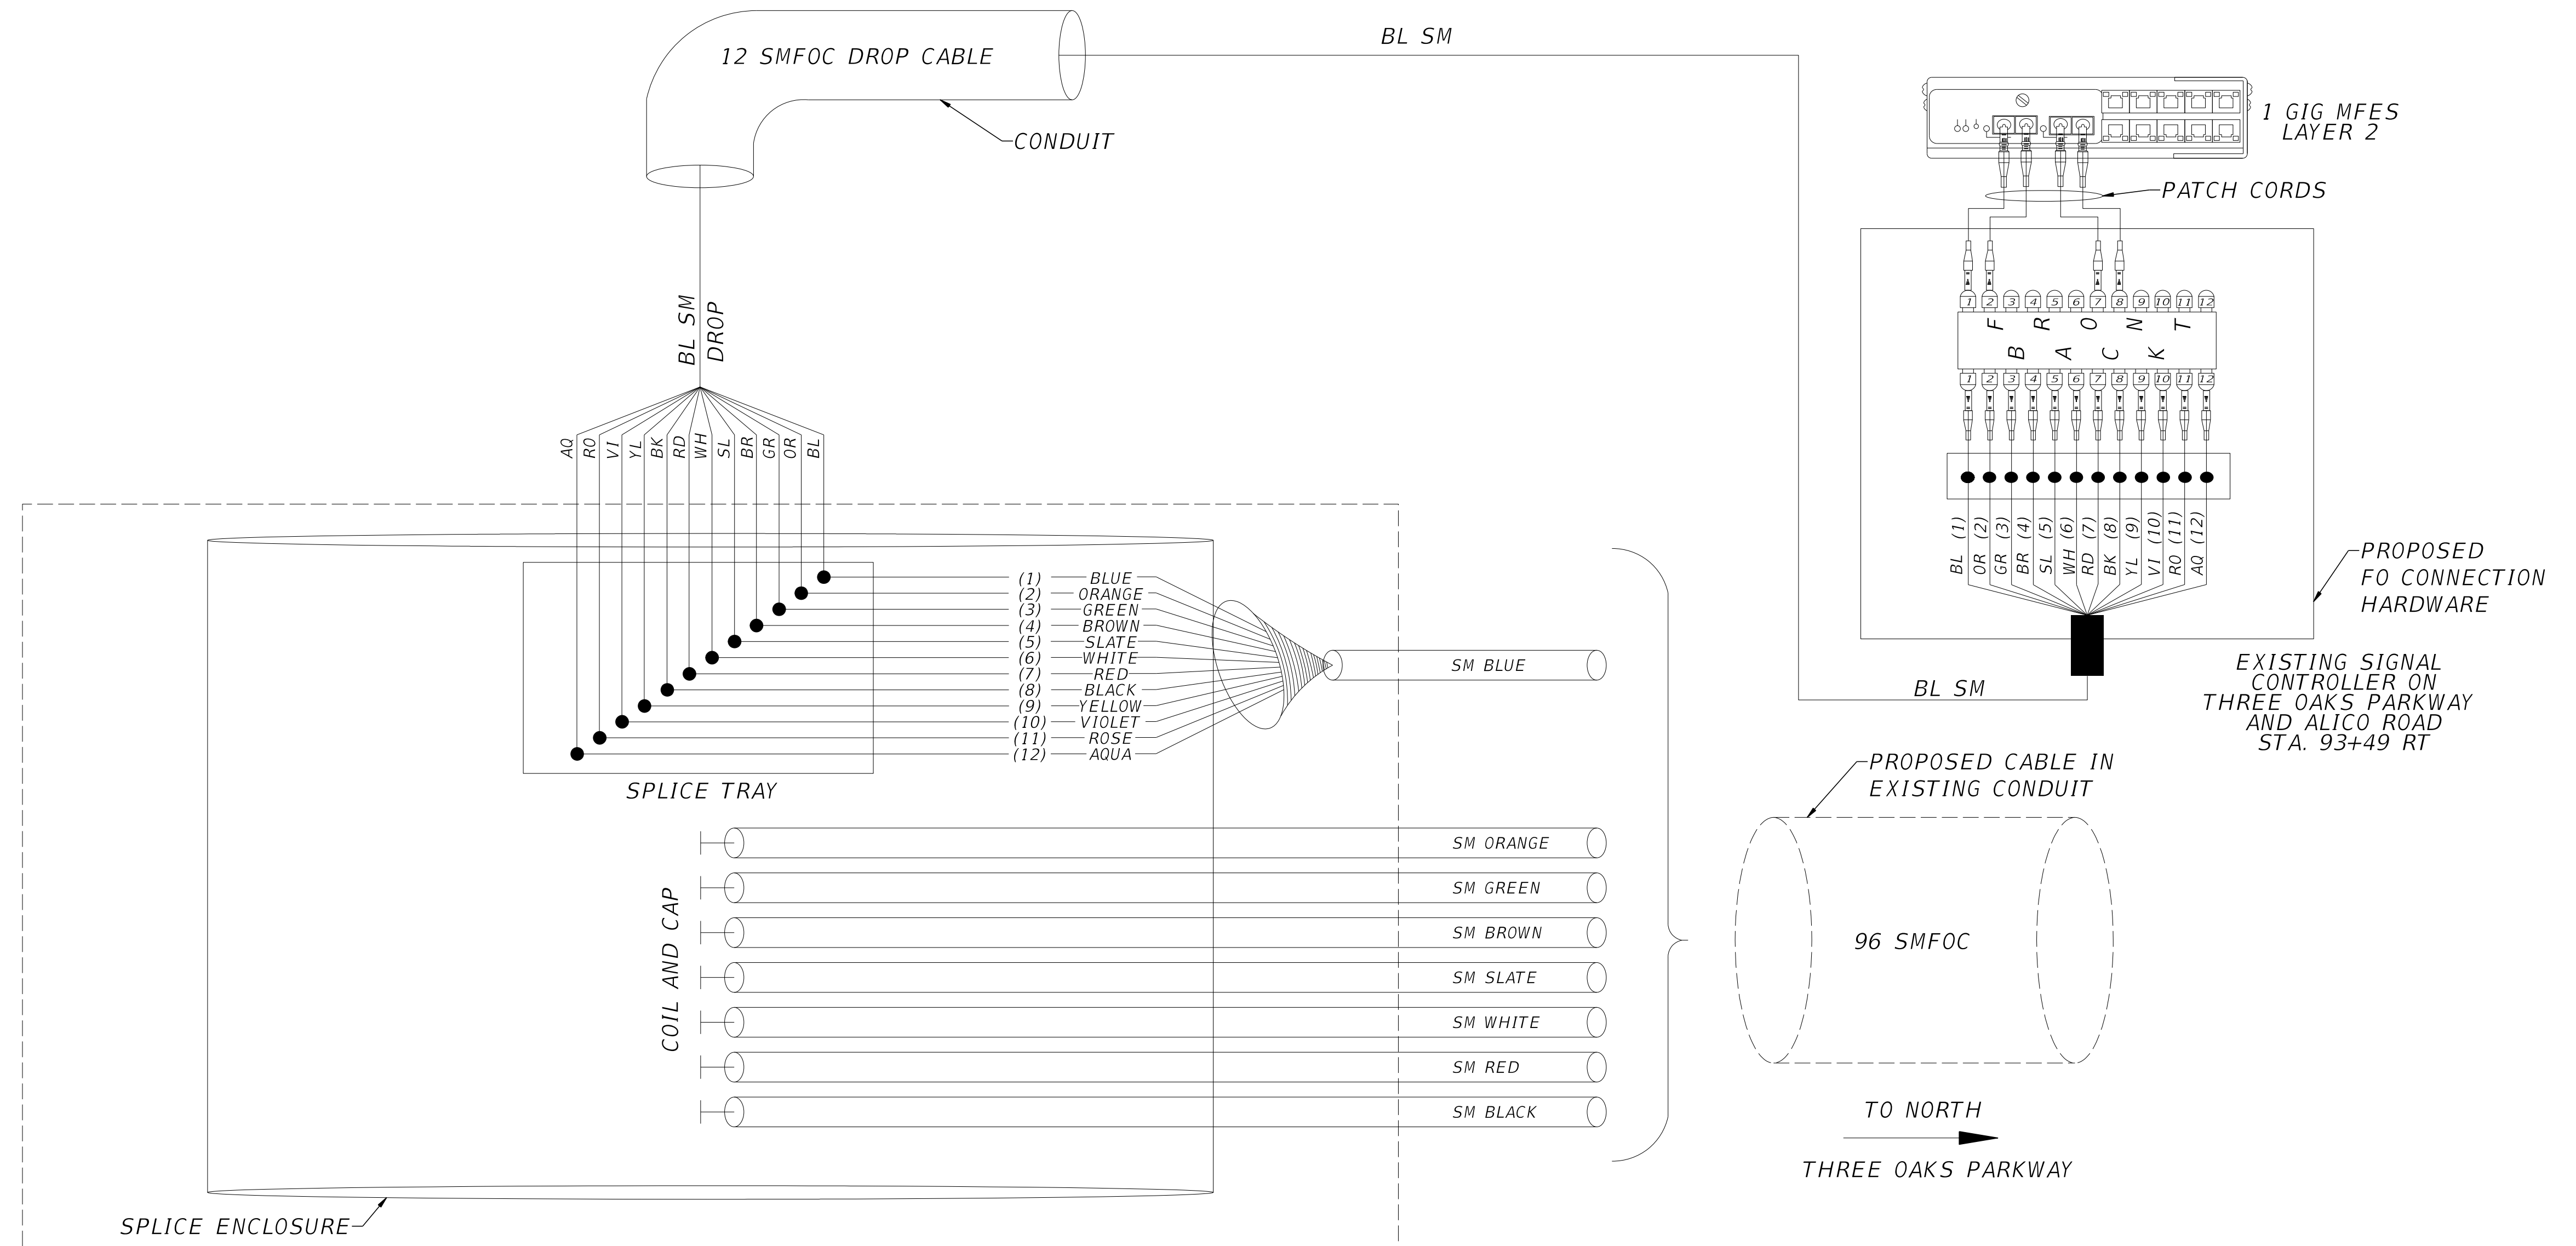 12 SMFOC DROP CABLE
BL SM
CONDUIT
1 GIG MFES
LAYER 2
PATCH CORDS
BL SM
DROP
1 2 3 4 5 6 7 8 9 10 11 12
F R O N T
B A C K
1 2 3 4 5 6 7 8 9 10 11 12
AQ
RO
VI
YL
BK
RD
WH
SL
BR
GR
OR
BL
BL (1)
OR (2)
GR (3)
BR (4)
SL (5)
WH (6)
RD (7)
BK (8)
YL (9)
VI (10)
RO (11)
AQ (12)
PROPOSED
FO CONNECTION
HARDWARE
(1) BLUE
(2) ORANGE
(3) GREEN
(4) BROWN
(5) SLATE
(6) WHITE
(7) RED
(8) BLACK
(9) YELLOW
(10) VIOLET
(11) ROSE
(12) AQUA
SM BLUE
SPLICE TRAY
BL SM
EXISTING SIGNAL
CONTROLLER ON
THREE OAKS PARKWAY
AND ALICO ROAD
STA. 93+49 RT
PROPOSED CABLE IN
EXISTING CONDUIT
COIL AND CAP
SM ORANGE
SM GREEN
SM BROWN
SM SLATE
SM WHITE
SM RED
SM BLACK
96 SMFOC
TO NORTH
THREE OAKS PARKWAY
SPLICE ENCLOSURE